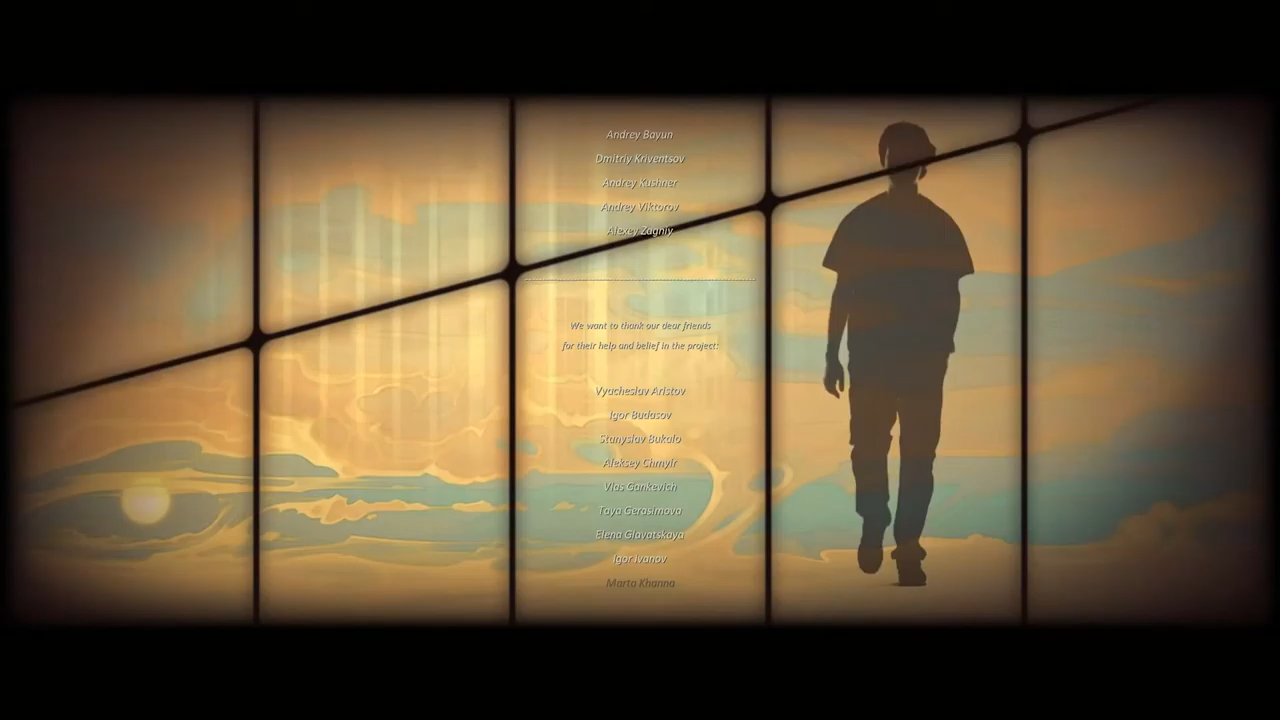 Andrey Bayun
Dmitriy Kriventsov
Andrey Kushner
Andrey Viktorov
Alexey Zagniy
We want to thank our dear friends
for their help and belief in the project:
Vyacheslav Aristov
Igor Budasov
Stanyslav Bukalo
Aleksey Chmylr
Vlas Gankevich
Taya Gerasimova
Elena Glavatskaya
Igor Ivanov
Marta Khanna